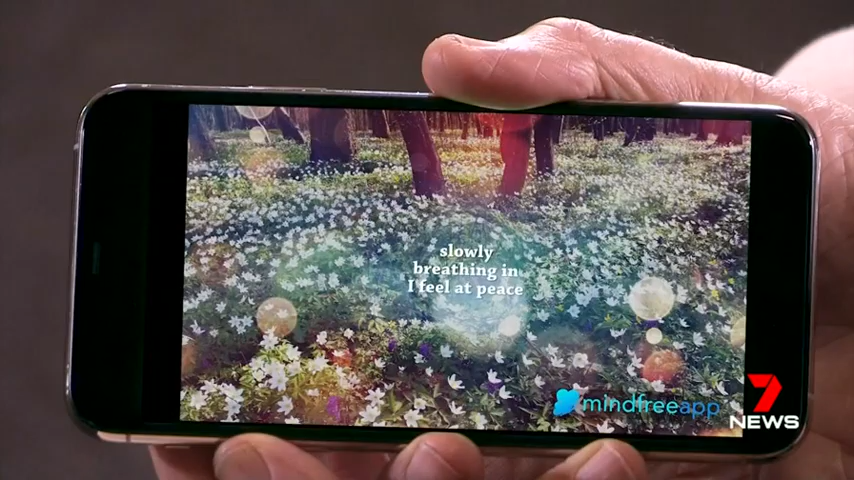 slowly
breathing in
I feel at peace
mindfreeapp
7
NEWS